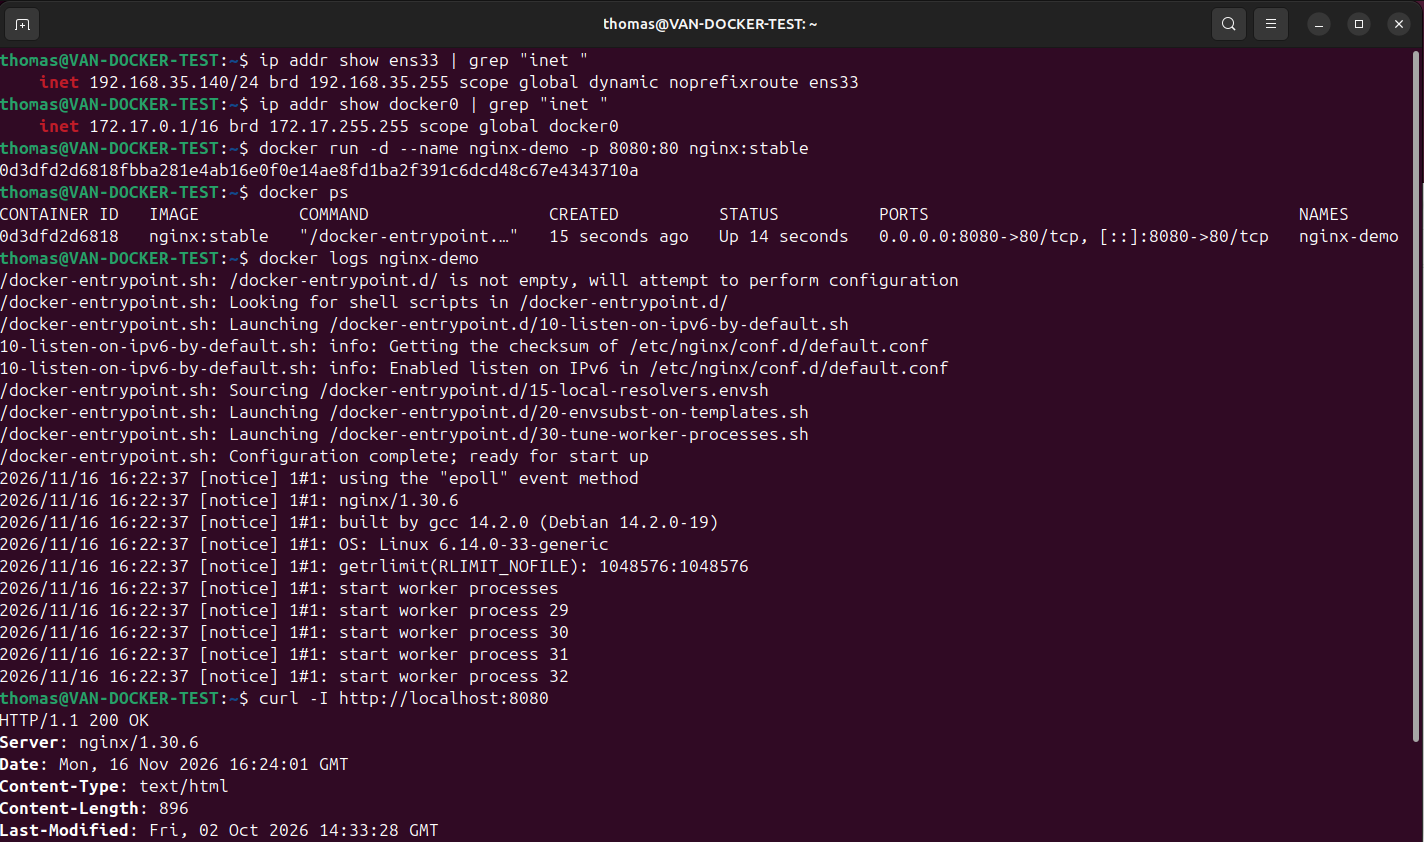 thomas@VAN-DOCKER-TEST: ~
thomas@VAN-DOCKER-TEST:~$ ip addr show ens33 | grep "inet "
    inet 192.168.35.140/24 brd 192.168.35.255 scope global dynamic noprefixroute ens33
thomas@VAN-DOCKER-TEST:~$ ip addr show docker0 | grep "inet "
    inet 172.17.0.1/16 brd 172.17.255.255 scope global docker0
thomas@VAN-DOCKER-TEST:~$ docker run -d --name nginx-demo -p 8080:80 nginx:stable
0d3dfd2d6818fbba281e4ab16e0f0e14ae8fd1ba2f391c6dcd48c67e4343710a
thomas@VAN-DOCKER-TEST:~$ docker ps
CONTAINER ID   IMAGE          COMMAND                  CREATED          STATUS          PORTS                                     NAMES
0d3dfd2d6818   nginx:stable   "/docker-entrypoint.…"   15 seconds ago   Up 14 seconds   0.0.0.0:8080->80/tcp, [::]:8080->80/tcp   nginx-demo
thomas@VAN-DOCKER-TEST:~$ docker logs nginx-demo
/docker-entrypoint.sh: /docker-entrypoint.d/ is not empty, will attempt to perform configuration
/docker-entrypoint.sh: Looking for shell scripts in /docker-entrypoint.d/
/docker-entrypoint.sh: Launching /docker-entrypoint.d/10-listen-on-ipv6-by-default.sh
10-listen-on-ipv6-by-default.sh: info: Getting the checksum of /etc/nginx/conf.d/default.conf
10-listen-on-ipv6-by-default.sh: info: Enabled listen on IPv6 in /etc/nginx/conf.d/default.conf
/docker-entrypoint.sh: Sourcing /docker-entrypoint.d/15-local-resolvers.envsh
/docker-entrypoint.sh: Launching /docker-entrypoint.d/20-envsubst-on-templates.sh
/docker-entrypoint.sh: Launching /docker-entrypoint.d/30-tune-worker-processes.sh
/docker-entrypoint.sh: Configuration complete; ready for start up
2026/11/16 16:22:37 [notice] 1#1: using the "epoll" event method
2026/11/16 16:22:37 [notice] 1#1: nginx/1.30.6
2026/11/16 16:22:37 [notice] 1#1: built by gcc 14.2.0 (Debian 14.2.0-19)
2026/11/16 16:22:37 [notice] 1#1: OS: Linux 6.14.0-33-generic
2026/11/16 16:22:37 [notice] 1#1: getrlimit(RLIMIT_NOFILE): 1048576:1048576
2026/11/16 16:22:37 [notice] 1#1: start worker processes
2026/11/16 16:22:37 [notice] 1#1: start worker process 29
2026/11/16 16:22:37 [notice] 1#1: start worker process 30
2026/11/16 16:22:37 [notice] 1#1: start worker process 31
2026/11/16 16:22:37 [notice] 1#1: start worker process 32
thomas@VAN-DOCKER-TEST:~$ curl -I http://localhost:8080
HTTP/1.1 200 OK
Server: nginx/1.30.6
Date: Mon, 16 Nov 2026 16:24:01 GMT
Content-Type: text/html
Content-Length: 896
Last-Modified: Fri, 02 Oct 2026 14:33:28 GMT